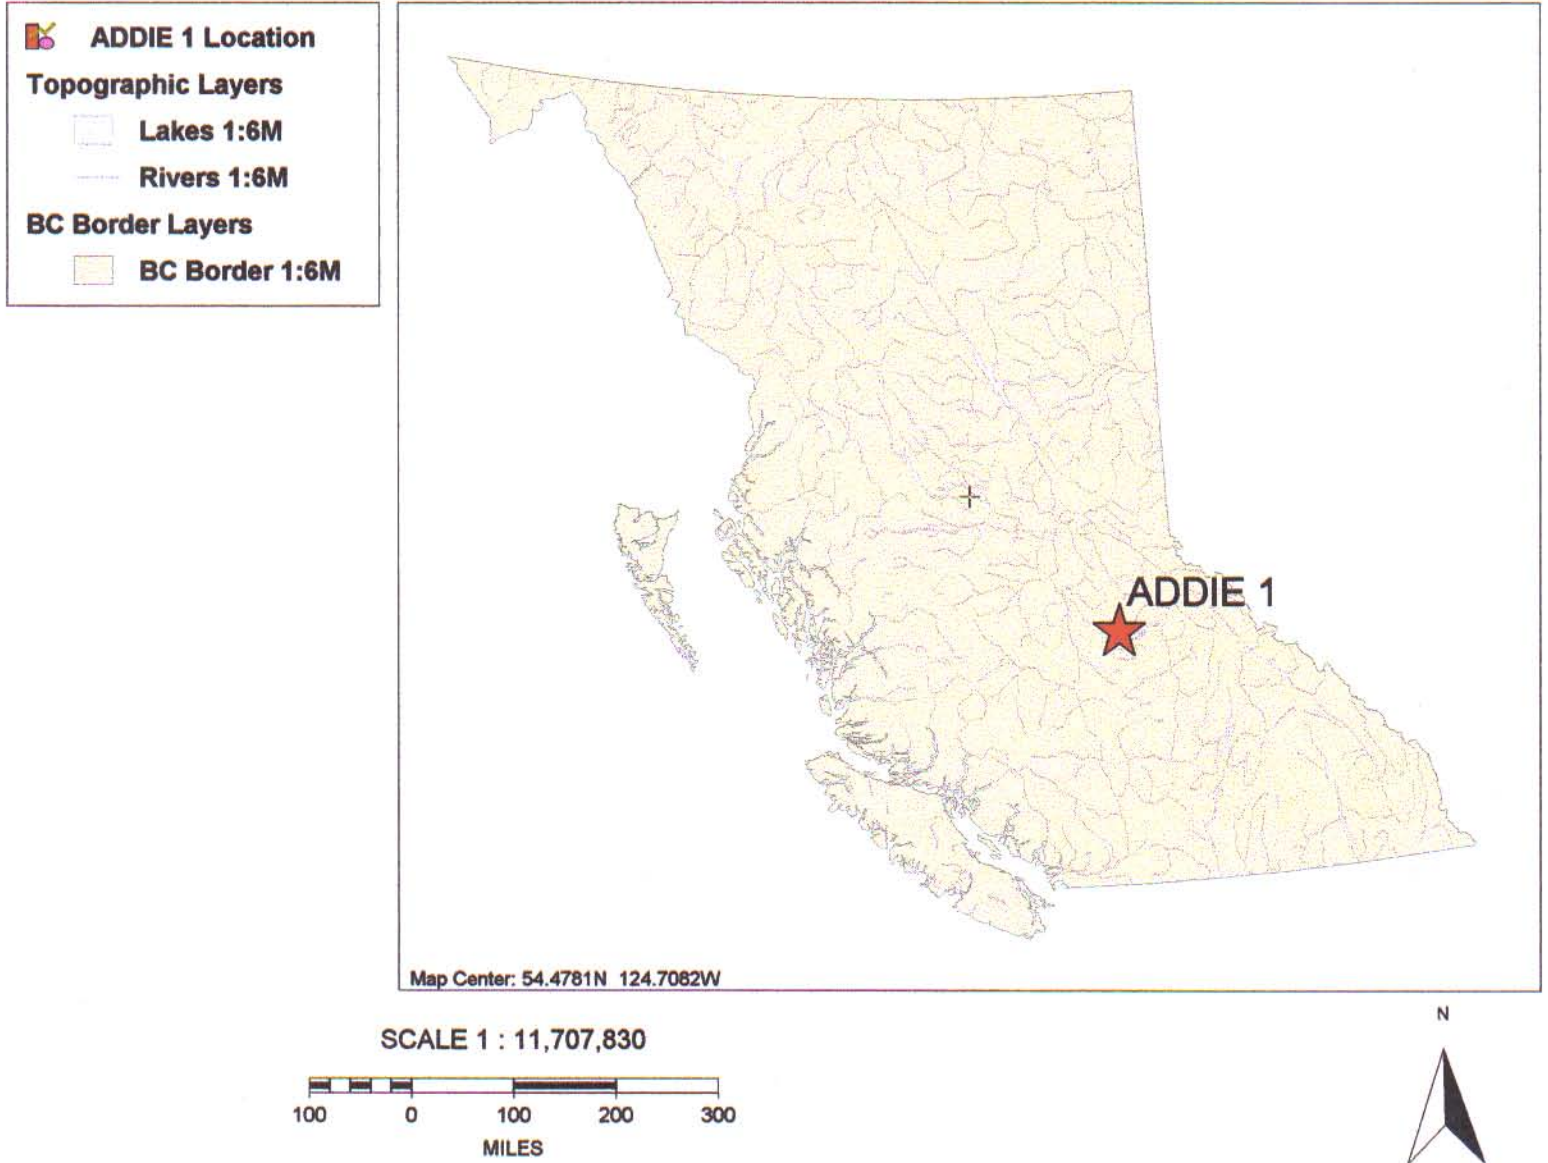 ADDIE 1 Location
Topographic Layers
Lakes 1:6M
Rivers 1:6M
BC Border Layers
BC Border 1:6M
ADDIE 1
Map Center: 54.4781N 124.7082W
SCALE 1 : 11,707,830
100 0 100 200 300
MILES
N